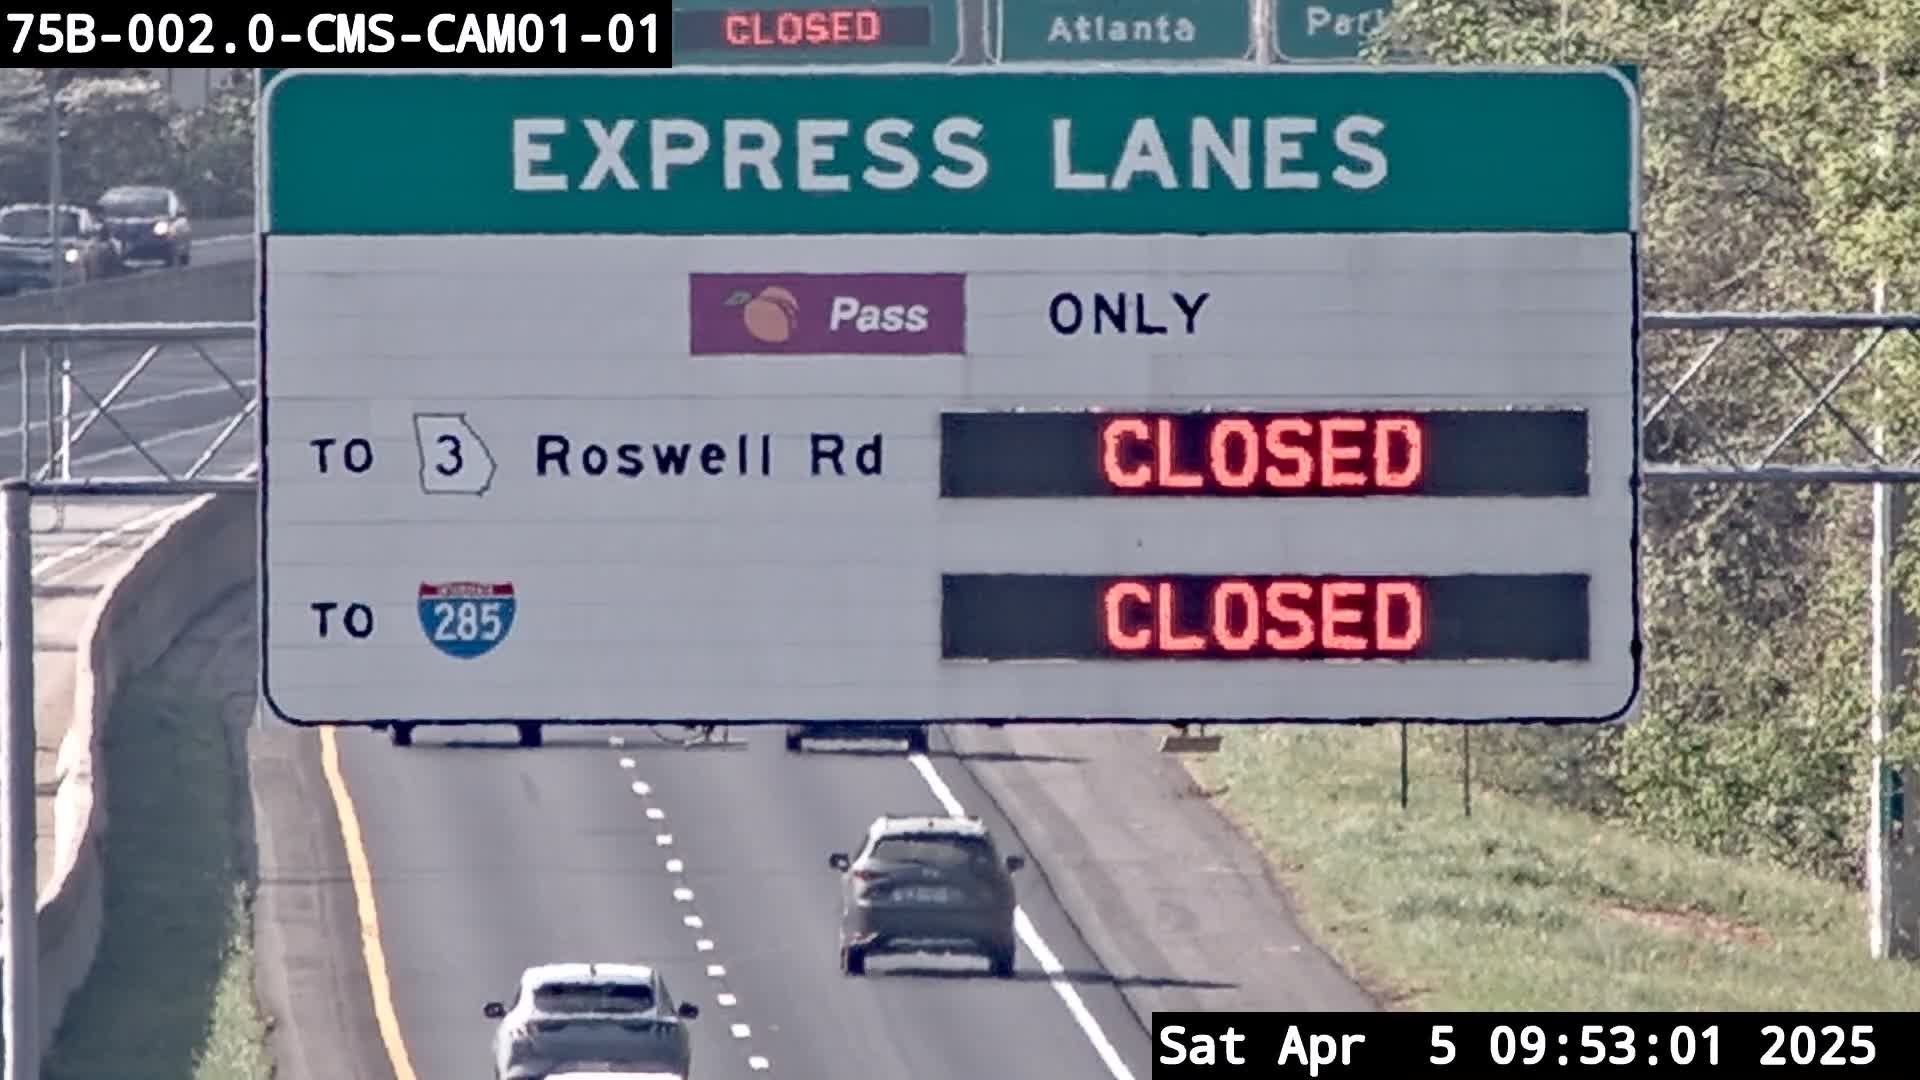 75B-002.0-CMS-CAM01-01
CLOSED
Atlanta
EXPRESS LANES
Pass ONLY
TO 3 Roswell Rd CLOSED
TO INTERSTATE 285 CLOSED
Sat Apr 5 09:53:01 2025